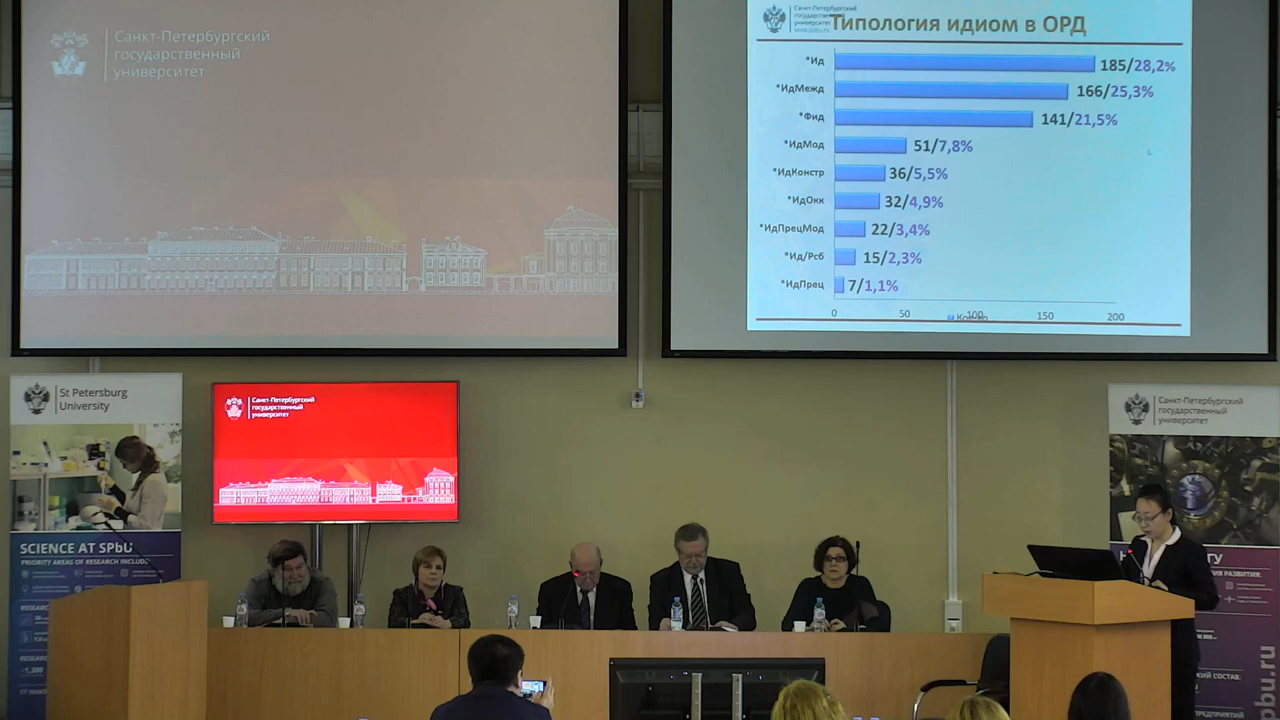 Санкт-Петербургский
государственный
университет
Санкт-Петербургский
государственный
университет
Типология идиом в ОРД
*Ид
185/28,2%
*ИдМежд
166/25,3%
*Фид
141/21,5%
*ИдМод
51/7,8%
*ИдКонстр
36/5,5%
*ИдОкк
32/4,9%
*ИдПрецМод
22/3,4%
*Ид/Рсб
15/2,3%
*ИдПрец
7/1,1%
0 50 100 150 200
St Petersburg
University
SCIENCE AT SPbU
PRIORITY AREAS OF RESEARCH INCLUDE
Санкт-Петербургский
государственный
университет
Санкт-Петербургский
государственный
университет